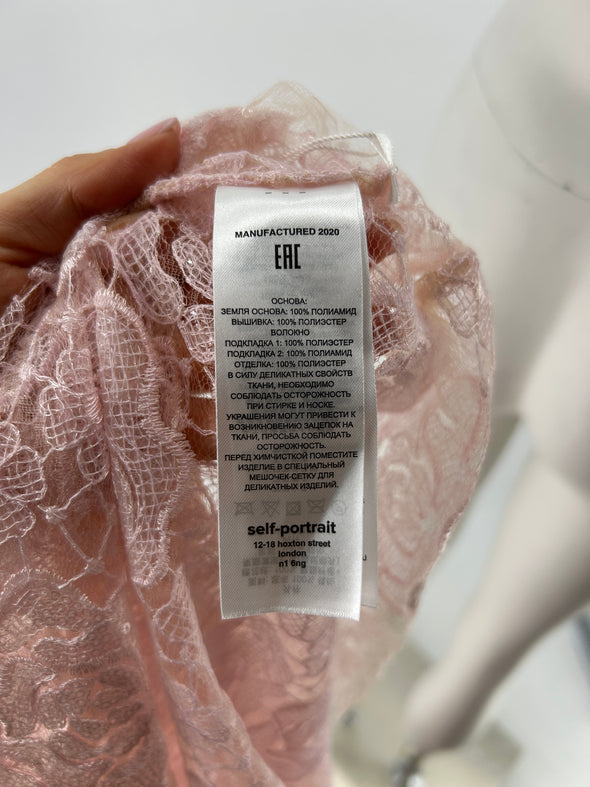 MANUFACTURED 2020
EAC
ОСНОВА:
ЗЕМЛЯ ОСНОВА: 100% ПОЛИАМИД
ВЫШИВКА: 100% ПОЛИЭСТЕР
ВОЛОКНО
ПОДКЛАДКА 1: 100% ПОЛИЭСТЕР
ПОДКЛАДКА 2: 100% ПОЛИАМИД
ОТДЕЛКА: 100% ПОЛИЭСТЕР
В СИЛУ ДЕЛИКАТНЫХ СВОЙСТВ
ТКАНИ, НЕОБХОДИМО
СОБЛЮДАТЬ ОСТОРОЖНОСТЬ
ПРИ СТИРКЕ И НОСКЕ.
УКРАШЕНИЯ МОГУТ ПРИВЕСТИ К
ВОЗНИКНОВЕНИЮ ЗАЦЕПОК НА
ТКАНИ, ПРОСЬБА СОБЛЮДАТЬ
ОСТОРОЖНОСТЬ.
ПЕРЕД ХИМЧИСТКОЙ ПОМЕСТИТЕ
ИЗДЕЛИЕ В СПЕЦИАЛЬНЫЙ
МЕШОЧЕК-СЕТКУ ДЛЯ
ДЕЛИКАТНЫХ ИЗДЕЛИЙ.
self-portrait
12-18 hoxton street
london
n1 6ng